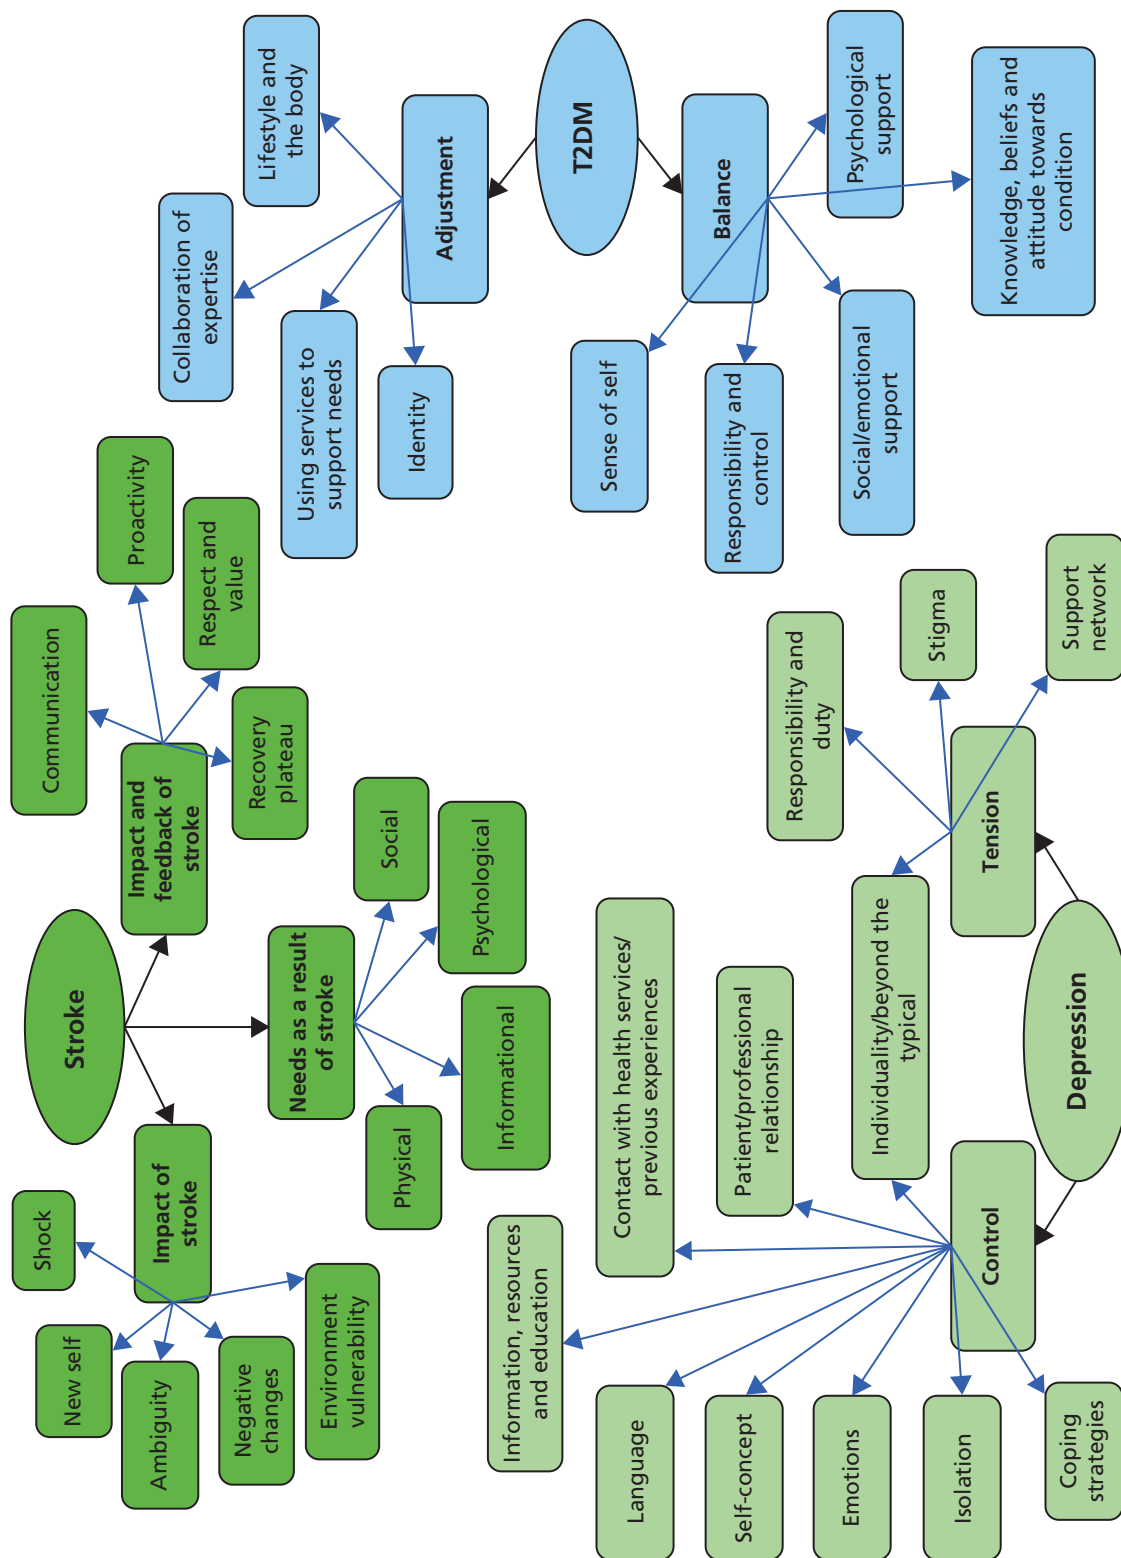 Shock
New self
Ambiguity
Negative
changes
Environment
vulnerability
Impact of
stroke
Stroke
Needs as a result
of stroke
Physical
Informational
Psychological
Social
Impact and
feedback of
stroke
Communication
Proactivity
Respect and
value
Recovery
plateau
Collaboration of
expertise
Lifestyle and
the body
Using services to
support needs
Identity
Adjustment
T2DM
Balance
Sense of self
Responsibility and
control
Social/emotional
support
Psychological
support
Knowledge, beliefs and
attitude towards
condition
Information, resources
and education
Language
Self-concept
Emotions
Isolation
Coping
strategies
Contact with health services/
previous experiences
Patient/professional
relationship
Individuality/beyond the
typical
Control
Depression
Tension
Responsibility and
duty
Stigma
Support
network